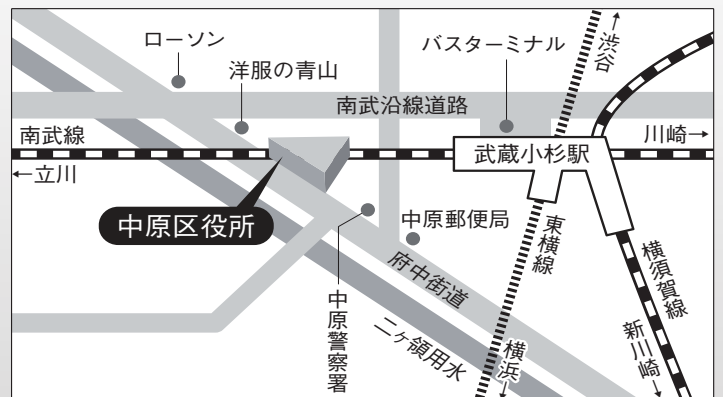 ローソン
洋服の青山
バスターミナル
↑渋谷
南武沿線道路
南武線
川崎→
←立川
武蔵小杉駅
中原区役所
中原郵便局
東横線
横須賀線
府中街道
中原警察署
二ヶ領用水
横浜↓
新川崎↓